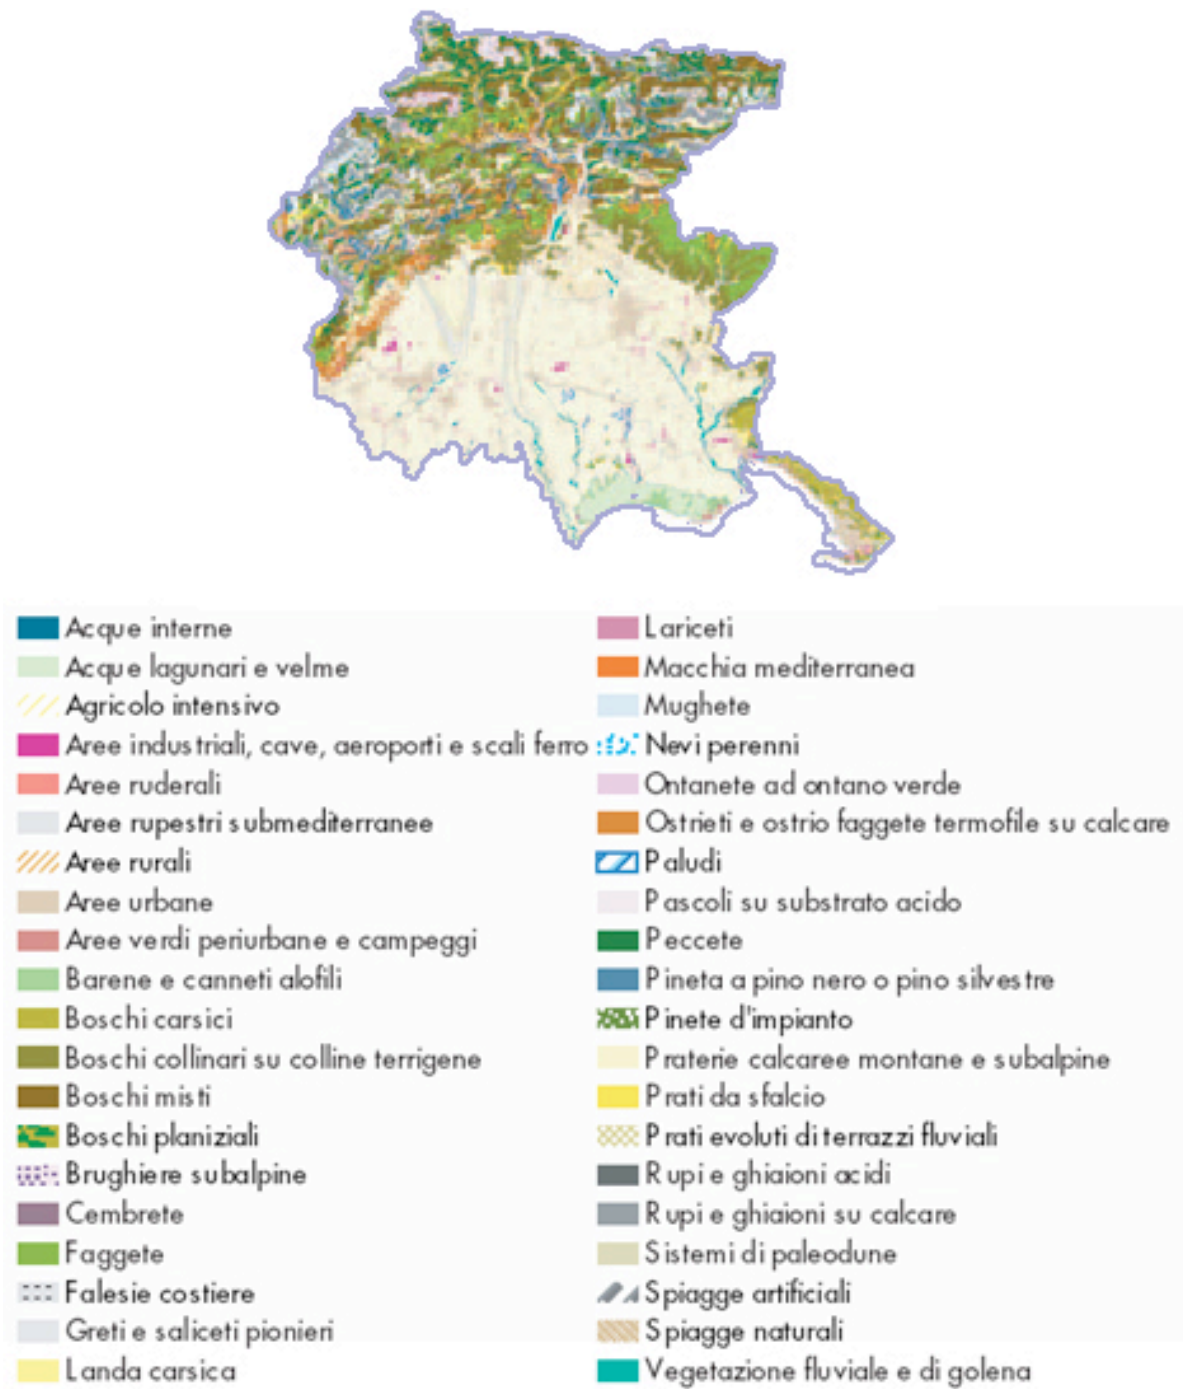 Acque interne
Acque lagunari e velme
Agricolo intensivo
Aree industriali, cave, aeroporti e scali ferro
Aree ruderali
Aree rupestri submediterranee
Aree rurali
Aree urbane
Aree verdi periurbane e campeggi
Barene e canneti alofili
Boschi carsici
Boschi collinari su colline terrigene
Boschi misti
Boschi planiziali
Brughiere subalpine
Cembrete
Faggete
Falesie costiere
Greti e saliceti pionieri
Landa carsica
Lariceti
Macchia mediterranea
Mughete
Nevi perenni
Ontanete ad ontano verde
Ostrieti e ostrio faggete termofile su calcare
Paludi
Pascoli su substrato acido
Peccete
Pineta a pino nero o pino silvestre
Pinete d'impianto
Praterie calcaree montane e subalpine
Prati da sfalcio
Prati evoluti di terrazzi fluviali
Rupi e ghiaioni acidi
Rupi e ghiaioni su calcare
Sistemi di paleodune
Spiagge artificiali
Spiagge naturali
Vegetazione fluviale e di golena